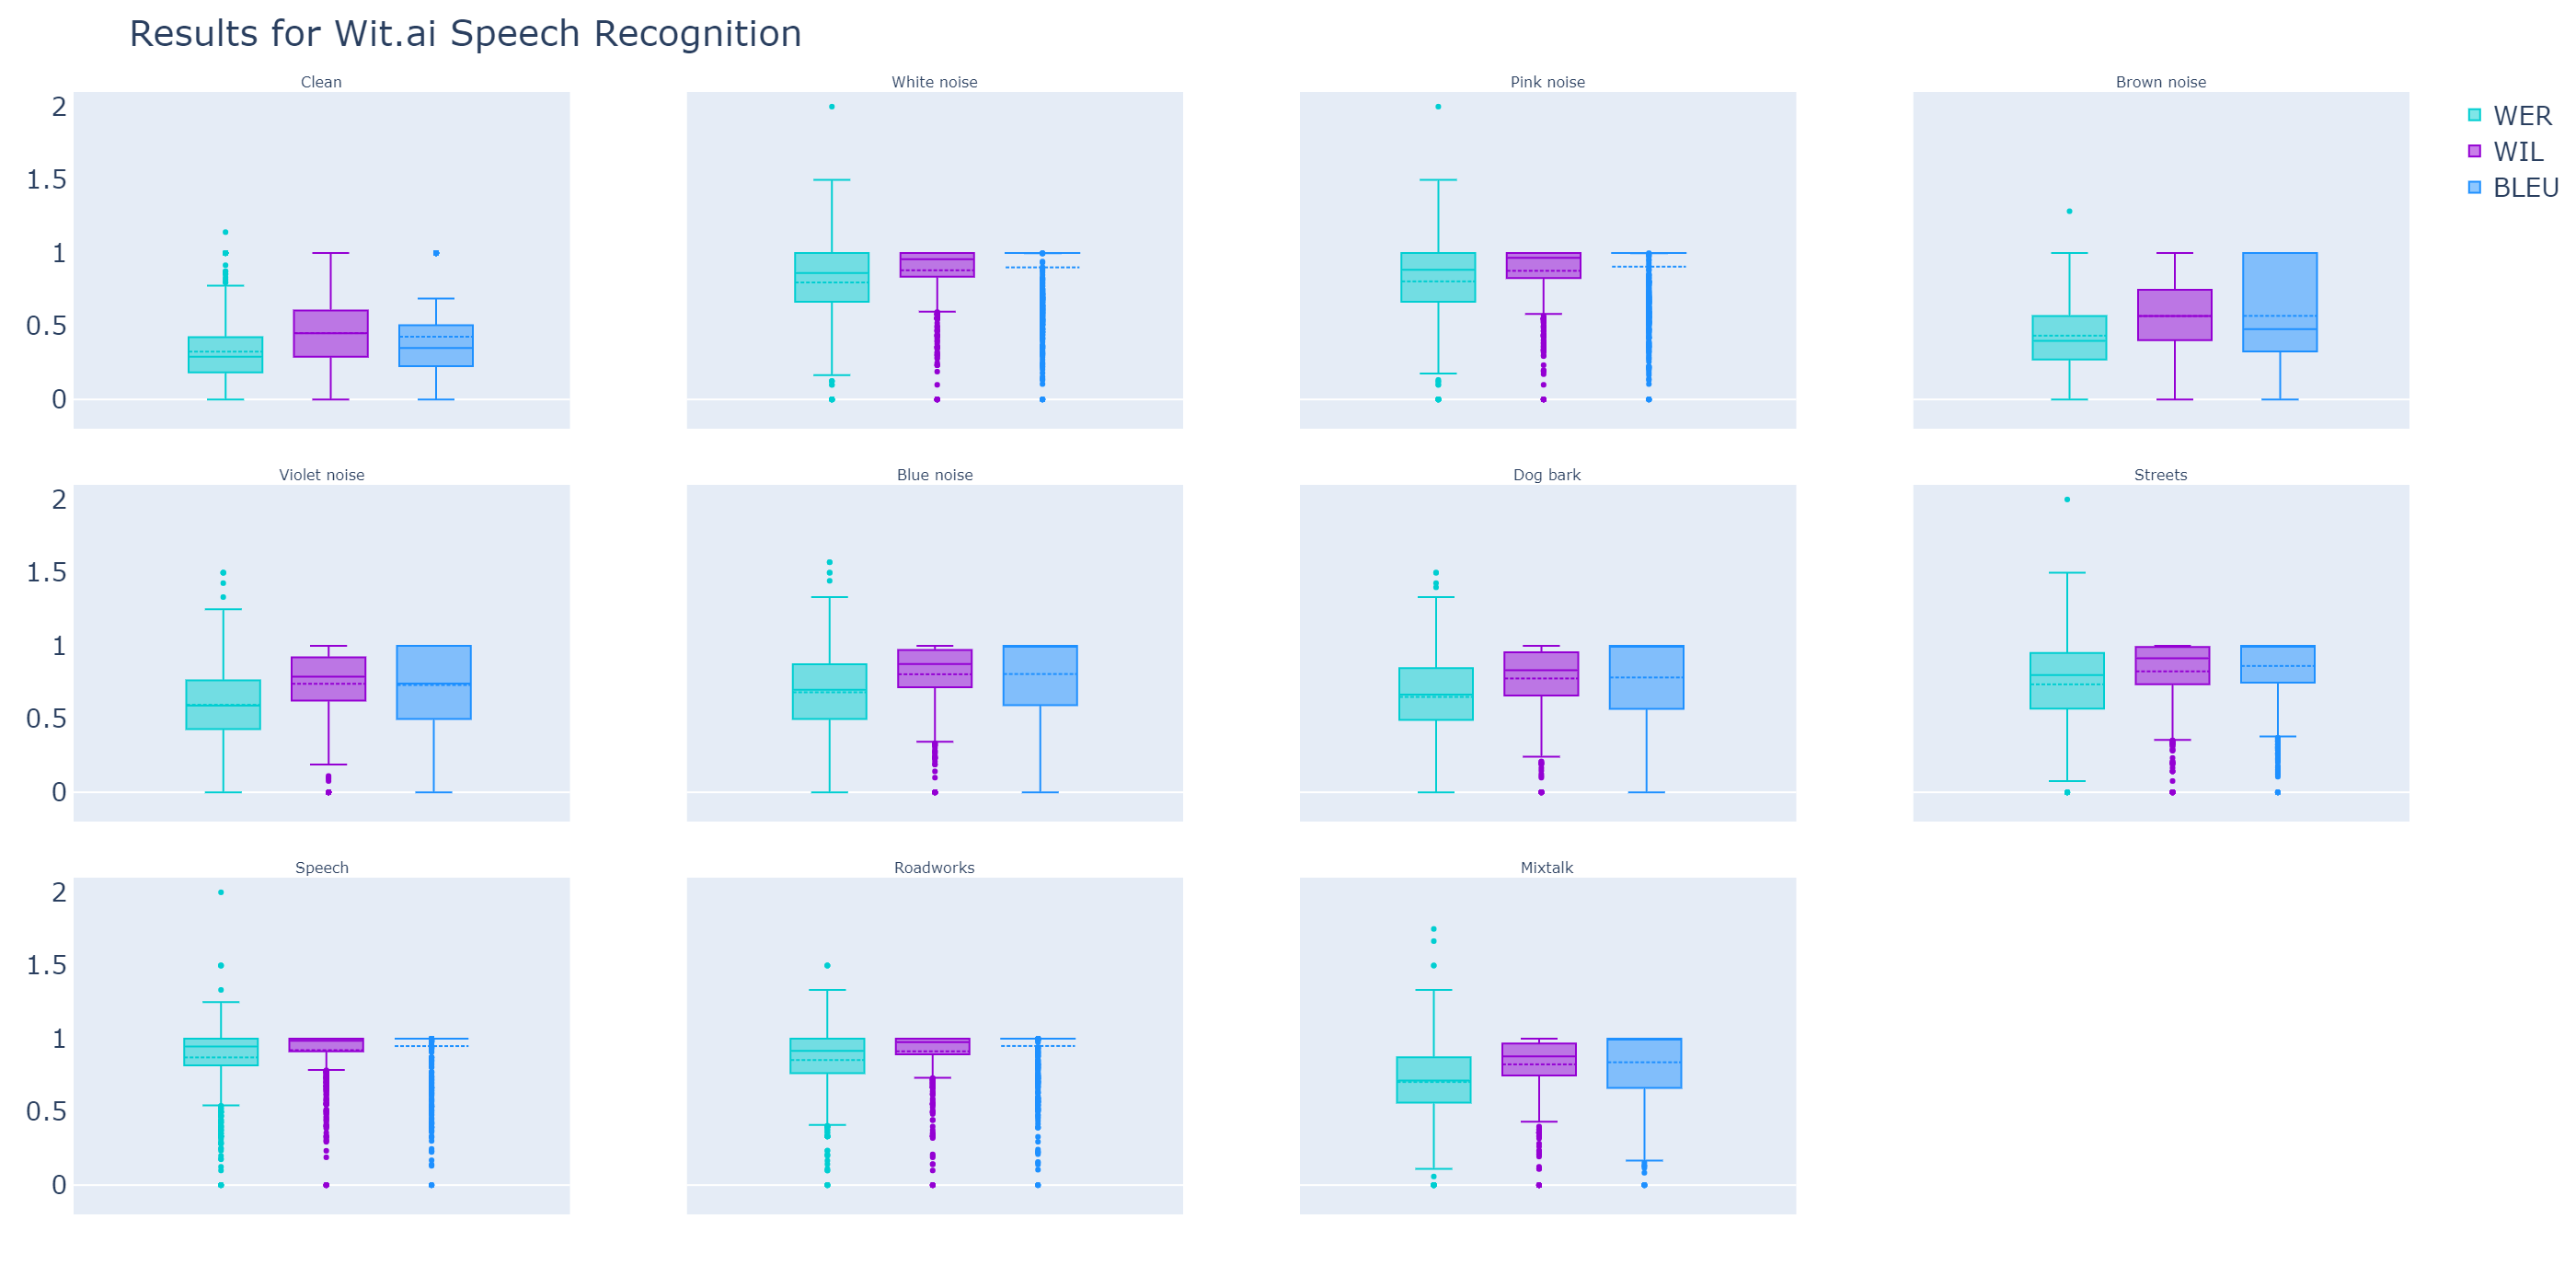 Results for Wit.ai Speech Recognition
Clean
White noise
Pink noise
Brown noise
2
1.5
1
0.5
0
WER
WIL
BLEU
Violet noise
Blue noise
Dog bark
Streets
2
1.5
1
0.5
0
Speech
Roadworks
Mixtalk
2
1.5
1
0.5
0